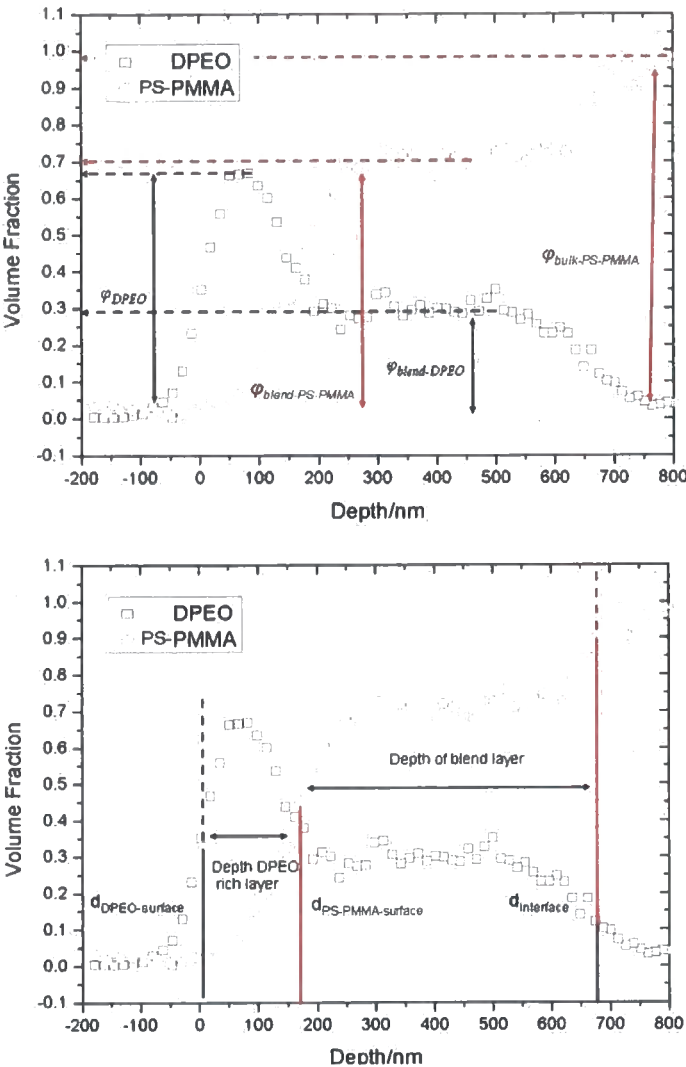 1.1
1.0
0.9
0.8
0.7
0.6
0.5
0.4
0.3
0.2
0.1
0.0
-0.1
Volume Fraction
DPEO
PS-PMMA
φDPEO
φblend-PS-PMMA
φblend-DPEO
φbulk-PS-PMMA
-200 -100 0 100 200 300 400 500 600 700 800
Depth/nm
1.1
1.0
0.9
0.8
0.7
0.6
0.5
0.4
0.3
0.2
0.1
0.0
-0.1
Volume Fraction
DPEO
PS-PMMA
Depth of blend layer
Depth DPEO
rich layer
dDPEO-surface
dPS-PMMA-surface
dInterface
-200 -100 0 100 200 300 400 500 600 700 800
Depth/nm